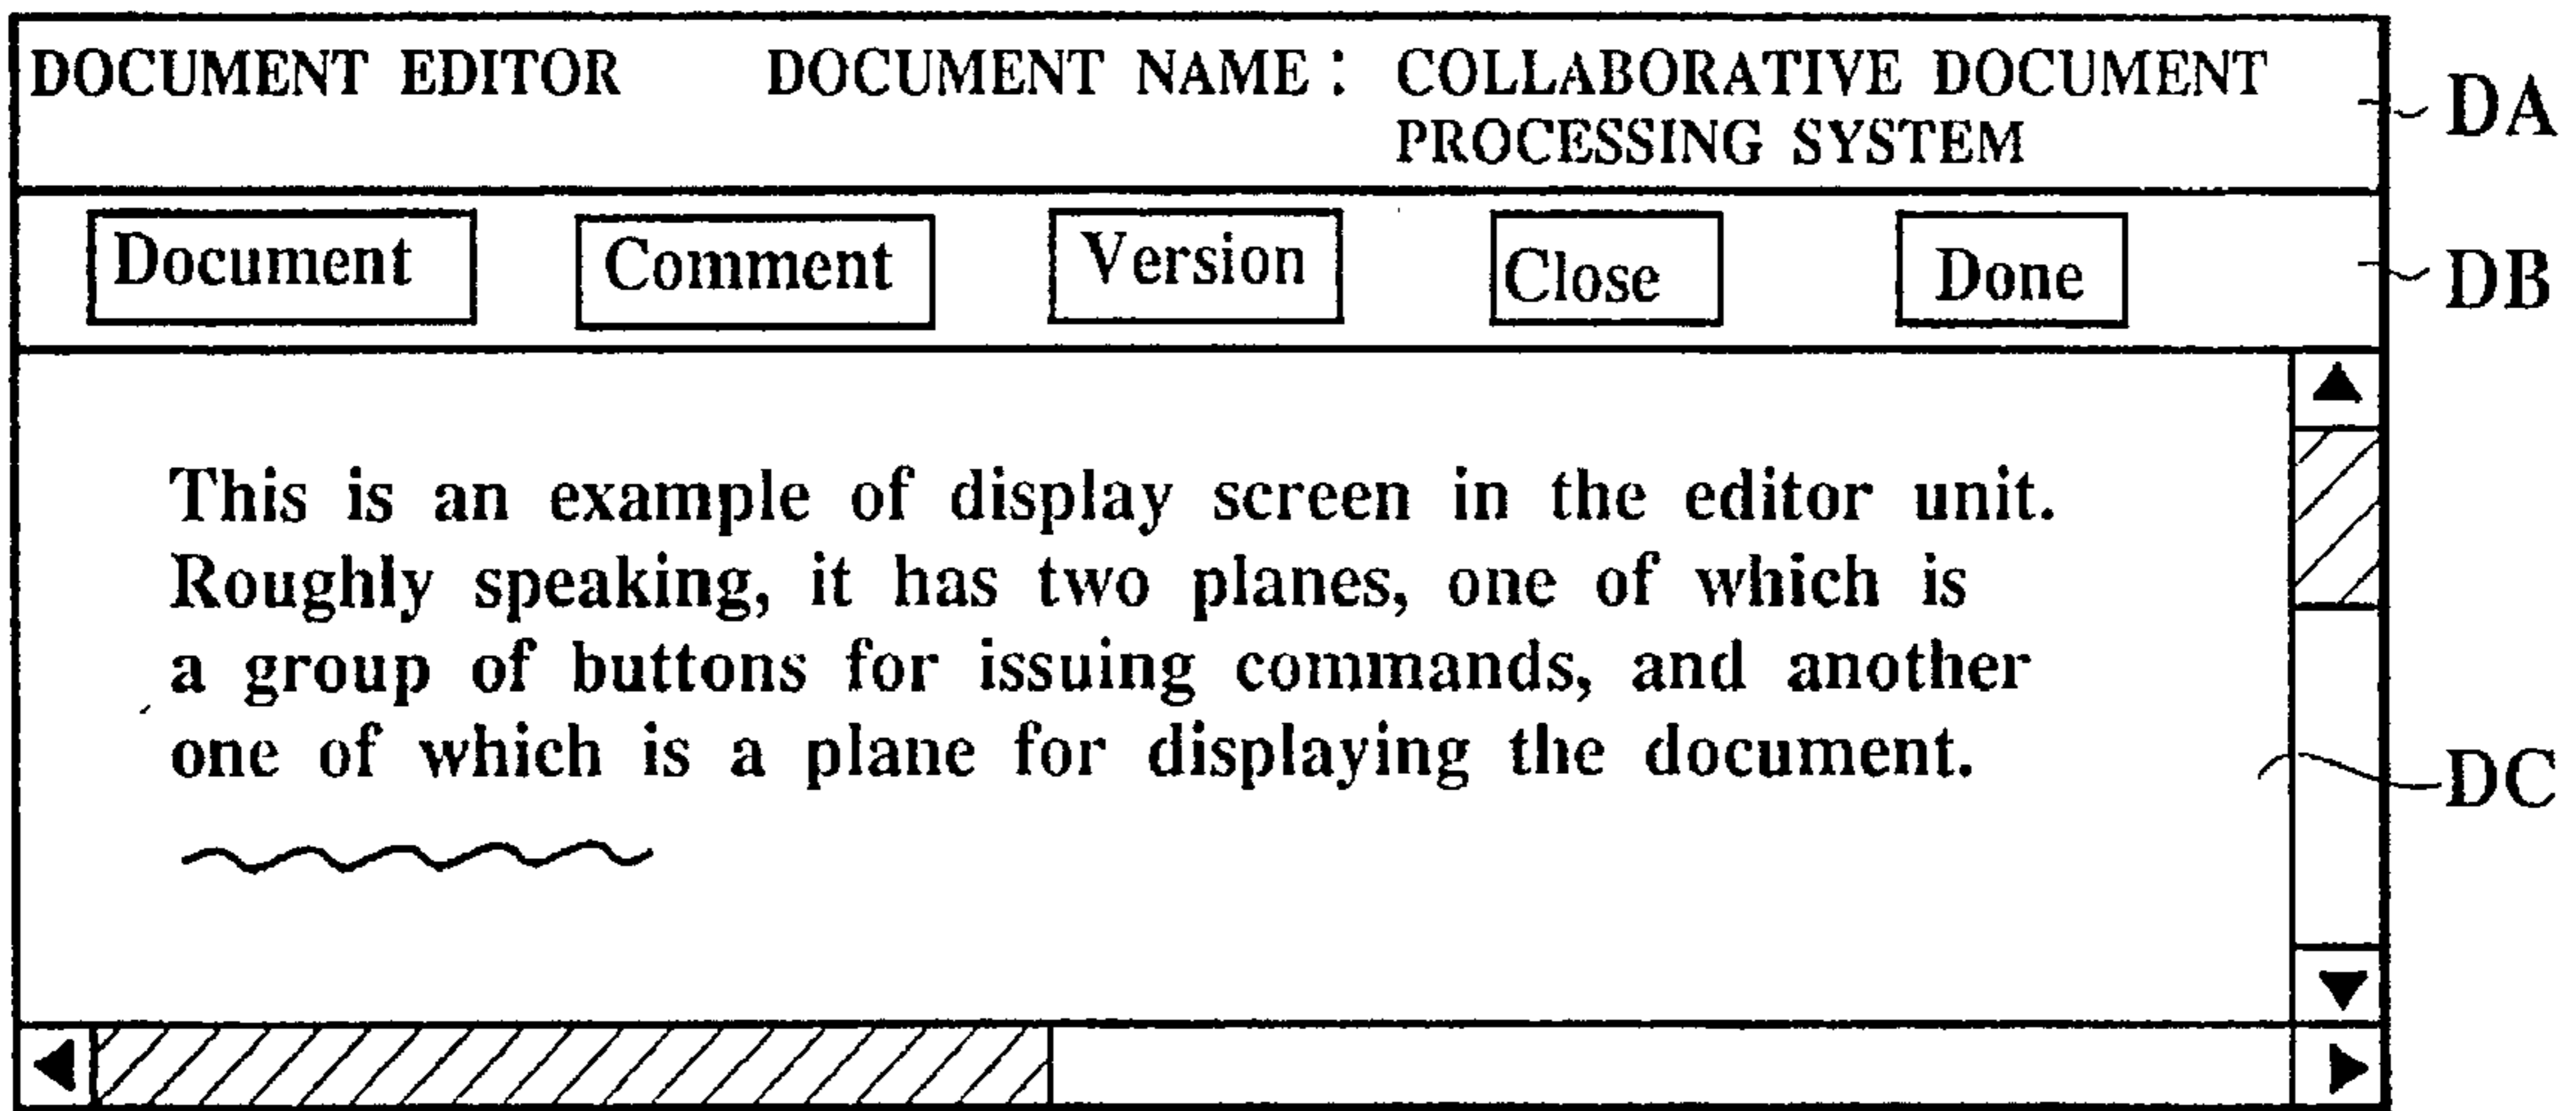 DOCUMENT EDITOR DOCUMENT NAME : COLLABORATIVE DOCUMENT
PROCESSING SYSTEM
DA
Document Comment Version Close Done
DB
This is an example of display screen in the editor unit.
Roughly speaking, it has two planes, one of which is
a group of buttons for issuing commands, and another
one of which is a plane for displaying the document.
DC